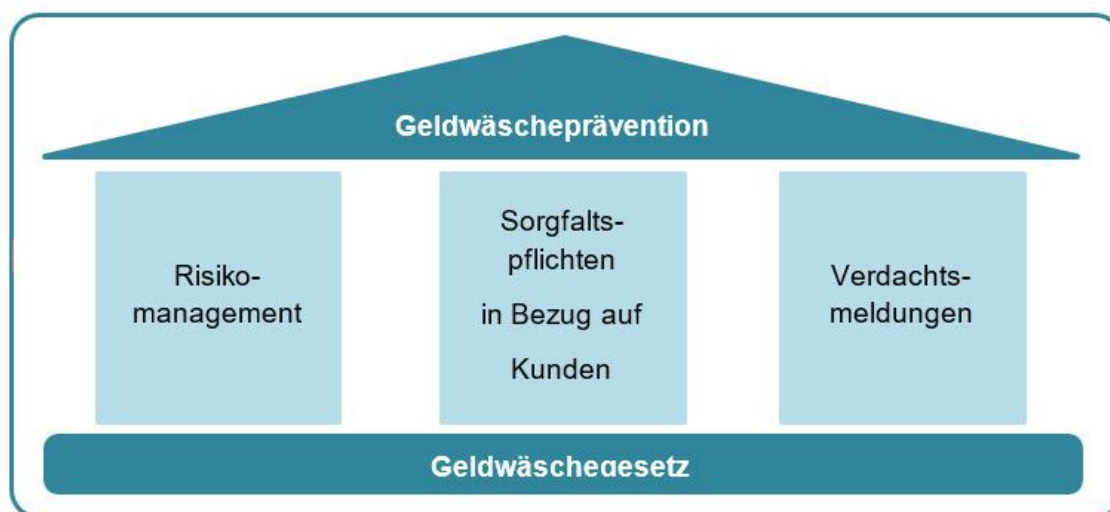 Geldwäscheprävention
Risiko-
management
Sorgfalts-
pflichten
in Bezug auf
Kunden
Verdachts-
meldungen
Geldwäschegesetz